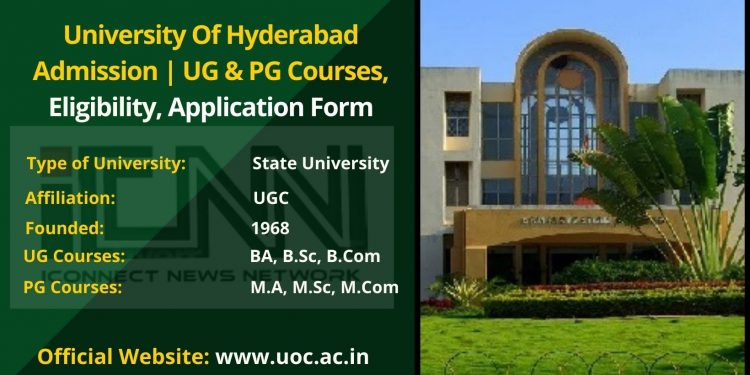 University Of Hyderabad
Admission | UG & PG Courses,
Eligibility, Application Form
Type of University: State University
Affiliation: UGC
Founded: 1968
UG Courses: BA, B.Sc, B.Com
ICONNECT NEWS NETWORK
PG Courses: M.A, M.Sc, M.Com
Official Website: www.uoc.ac.in